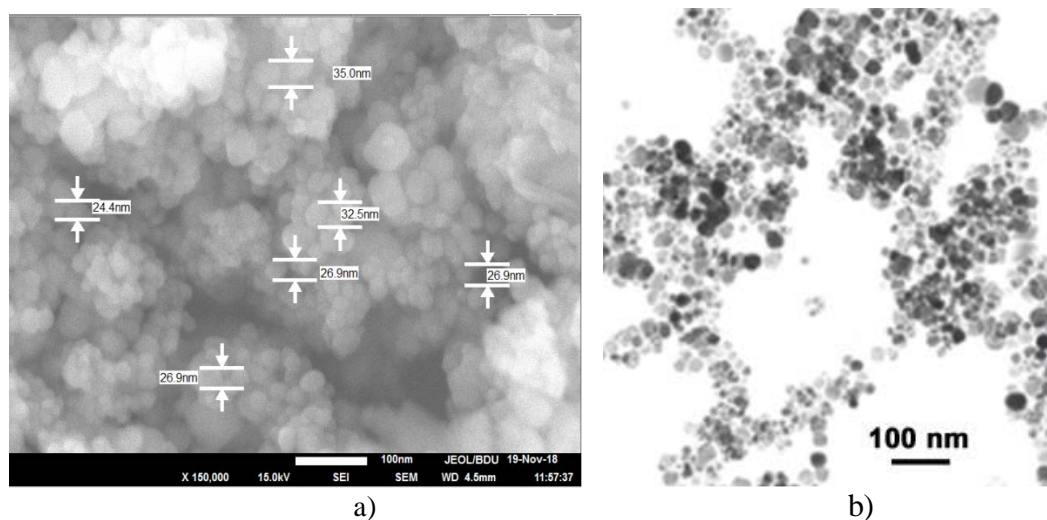 35.0nm
24.4nm
32.5nm
26.9nm
26.9nm
26.9nm
100 nm
100nm JEOL/BDU 19-Nov-18
X 150,000 15.0kV SEI SEM WD 4.5mm 11:57:37
a)
b)